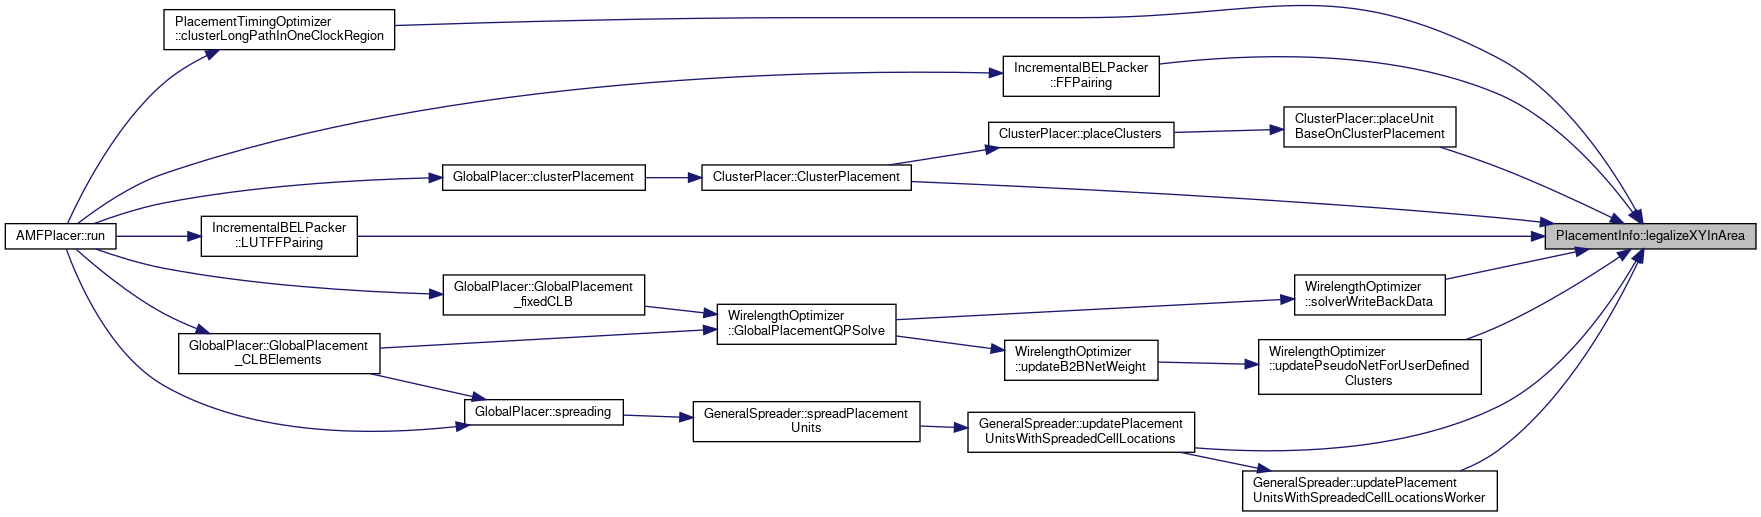 PlacementTimingOptimizer
::clusterLongPathInOneClockRegion
IncrementalBELPacker
::FFPairing
ClusterPlacer::placeUnit
BaseOnClusterPlacement
ClusterPlacer::placeClusters
GlobalPlacer::clusterPlacement
ClusterPlacer::ClusterPlacement
AMFPlacer::run
IncrementalBELPacker
::LUTFFPairing
PlacementInfo::legalizeXYInArea
GlobalPlacer::GlobalPlacement
_fixedCLB
WirelengthOptimizer
::solverWriteBackData
WirelengthOptimizer
::GlobalPlacementQPSolve
GlobalPlacer::GlobalPlacement
_CLBElements
WirelengthOptimizer
::updateB2BNetWeight
WirelengthOptimizer
::updatePseudoNetForUserDefined
Clusters
GlobalPlacer::spreading
GeneralSpreader::spreadPlacement
Units
GeneralSpreader::updatePlacement
UnitsWithSpreadedCellLocations
GeneralSpreader::updatePlacement
UnitsWithSpreadedCellLocationsWorker